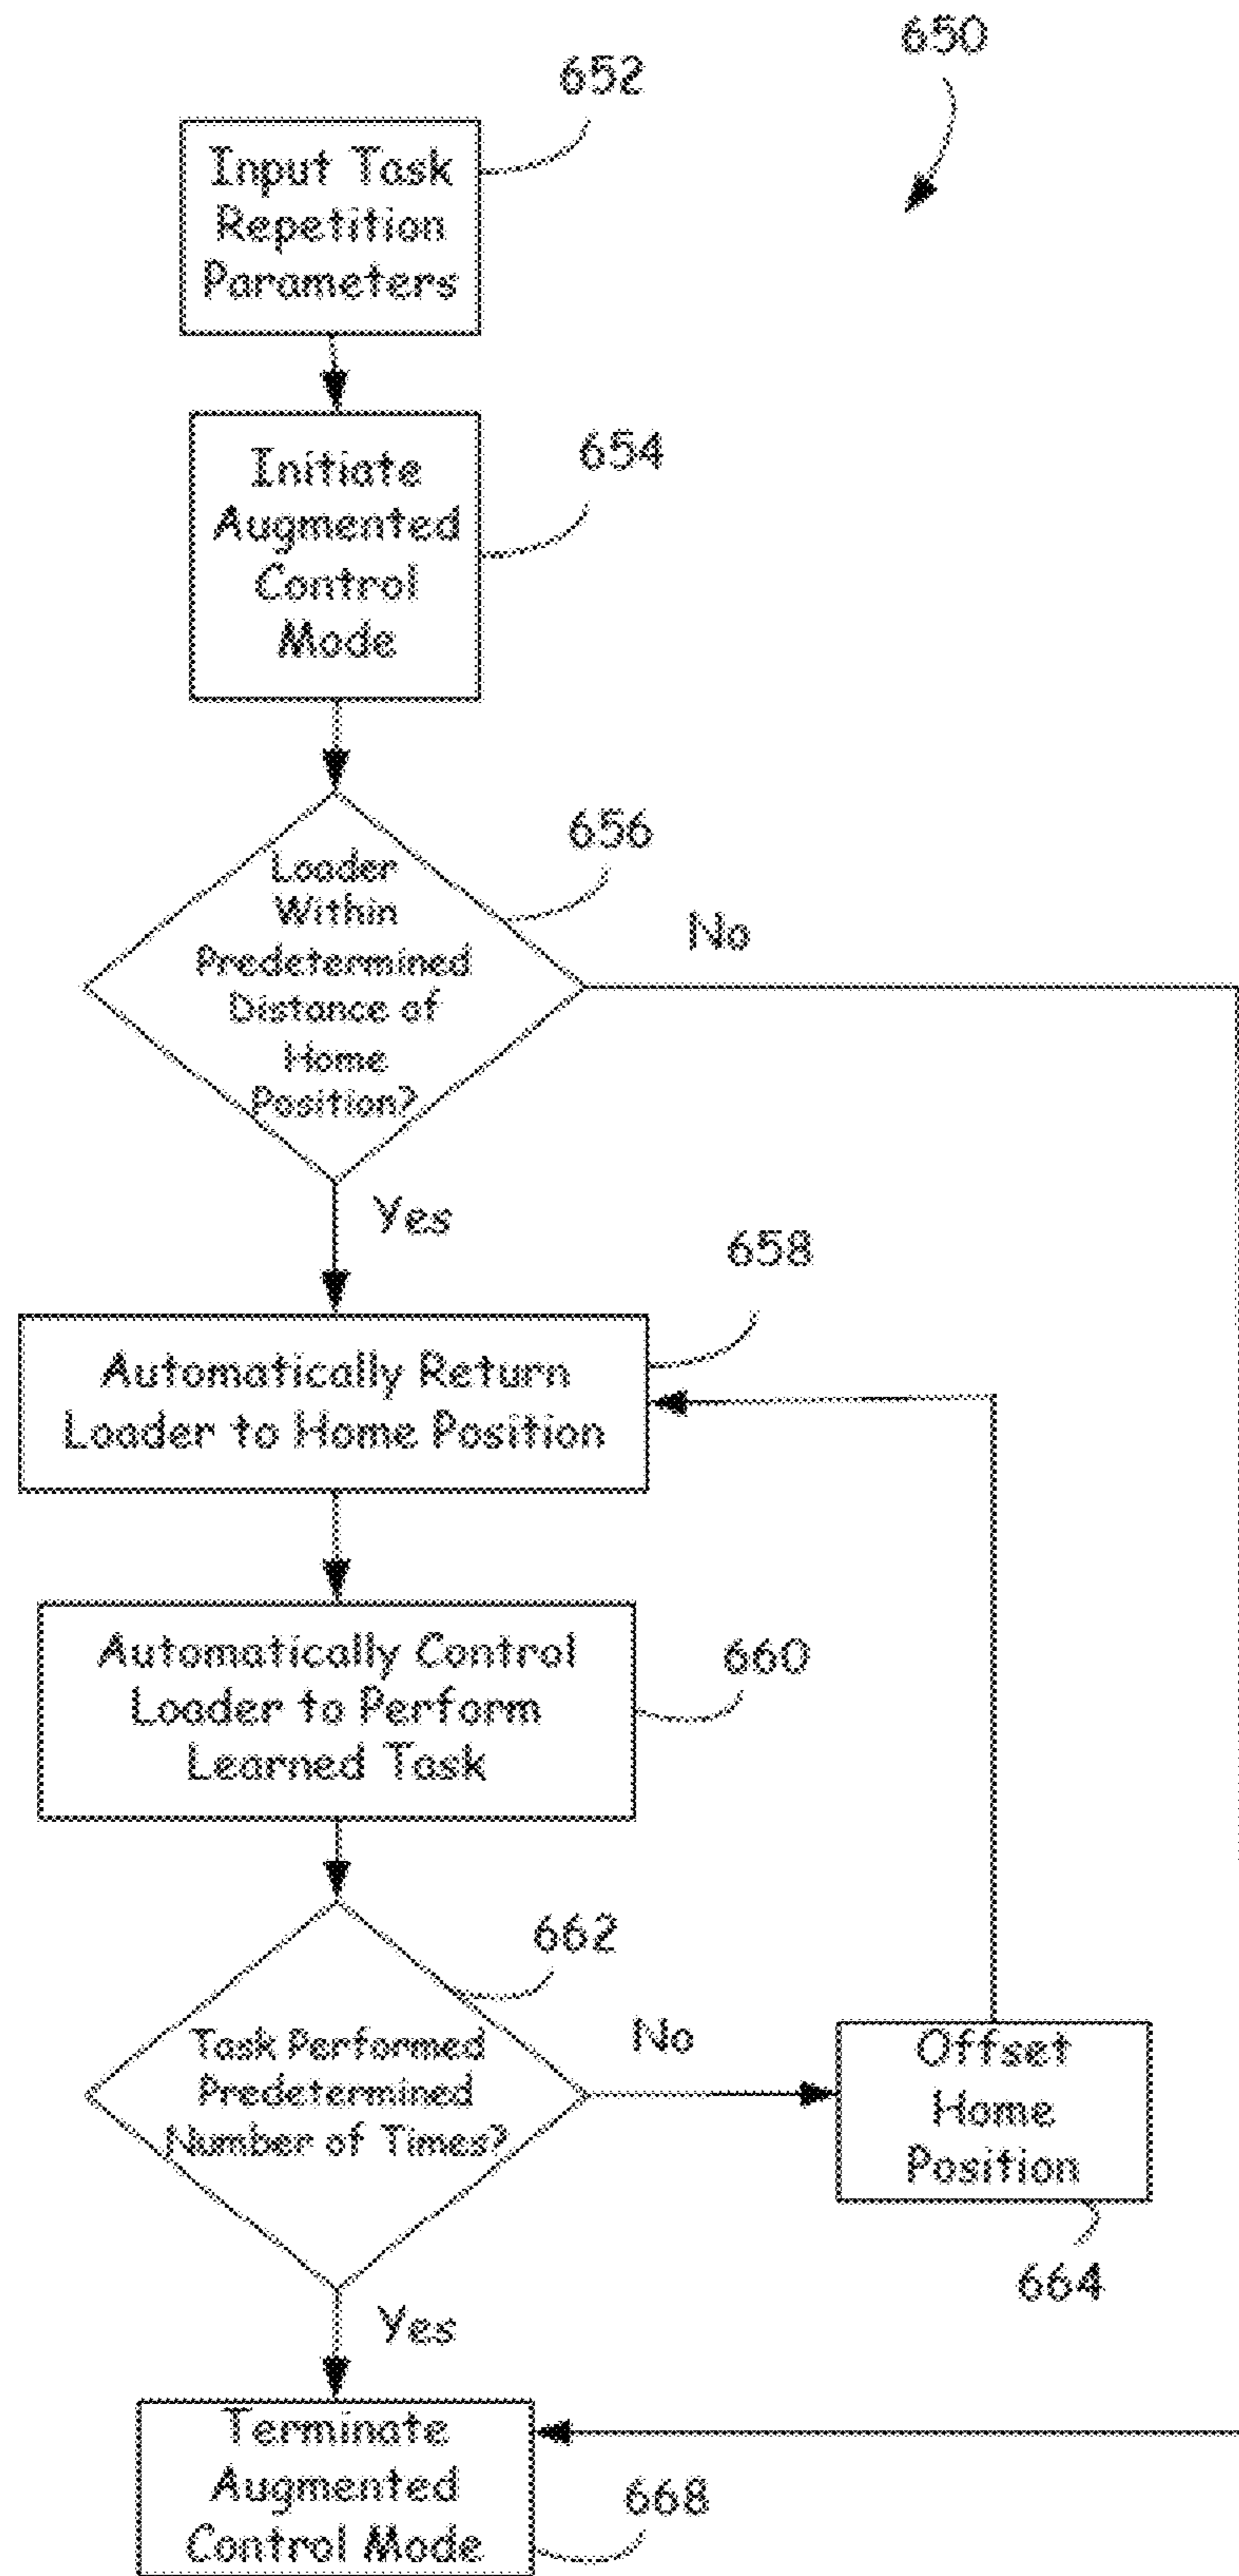 650
652
Input Task
Repetition
Parameters
654
Initiate
Augmented
Control
Mode
656
Loader
Within
Predetermined
Distance of
Home
Position?
No
Yes
658
Automatically Return
Loader to Home Position
660
Automatically Control
Loader to Perform
Learned Task
662
Task Performed
Predetermined
Number of Times?
No
Offset
Home
Position
664
Yes
Terminate
Augmented
Control Mode
668